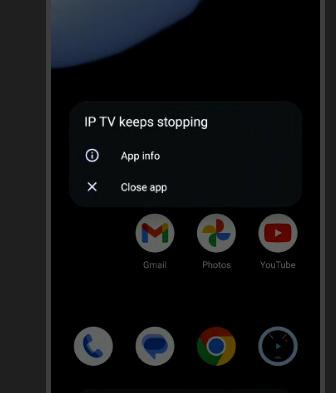 IP TV keeps stopping
App info
Close app
Gmail
Photos
YouTube